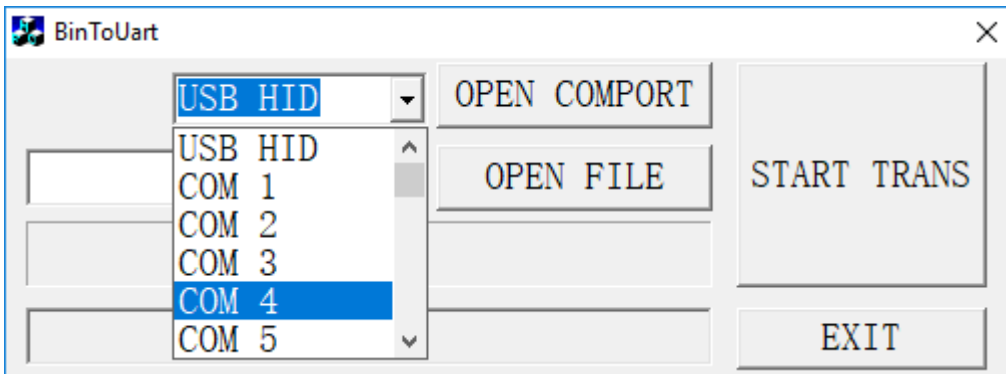 BinToUart
USB HID
OPEN COMPORT
START TRANS
USB HID
COM 1
COM 2
COM 3
COM 4
COM 5
OPEN FILE
EXIT